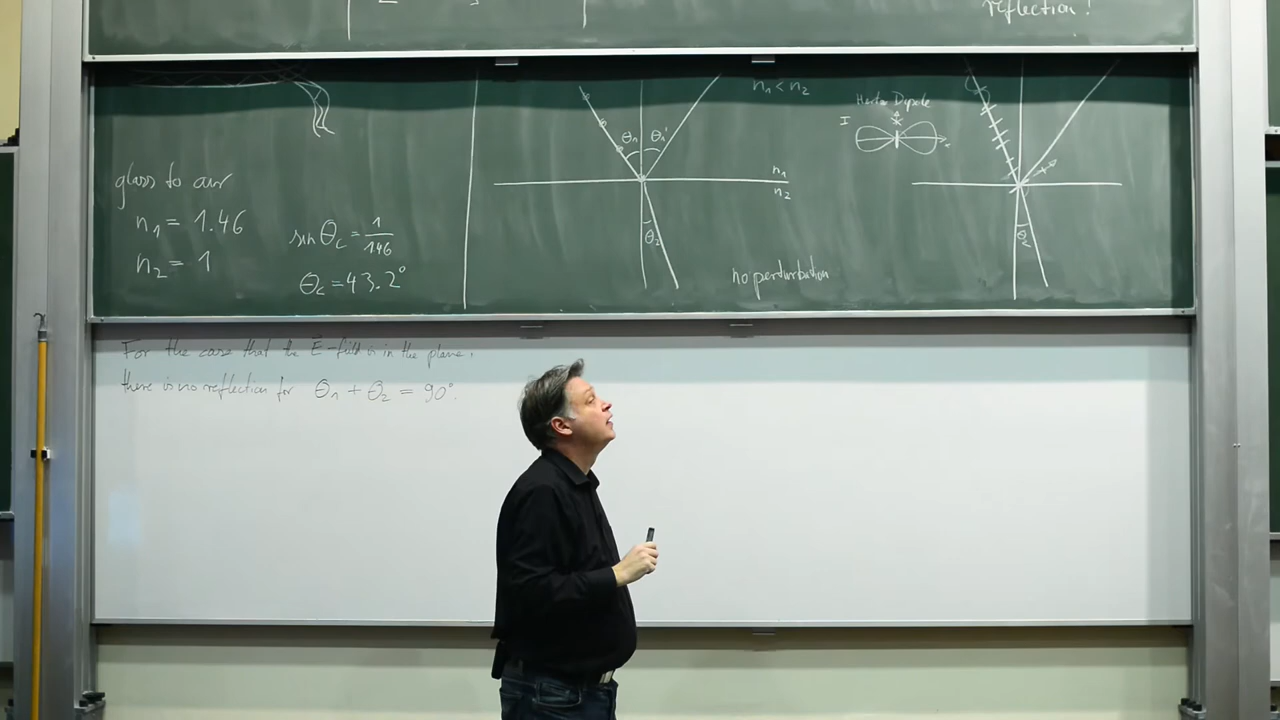 reflection!
glass to air
n₁ = 1.46
n₂ = 1
sin Θc = 1/1.46
Θc = 43.2°
Θ₁ Θ₁'
n₁ < n₂
n₁
n₂
Θ₂
no perturbation
Hertz Dipole
I
Θ₂
For the case that the E-field is in the plane,
there is no reflection for Θ₁ + Θ₂ = 90°.